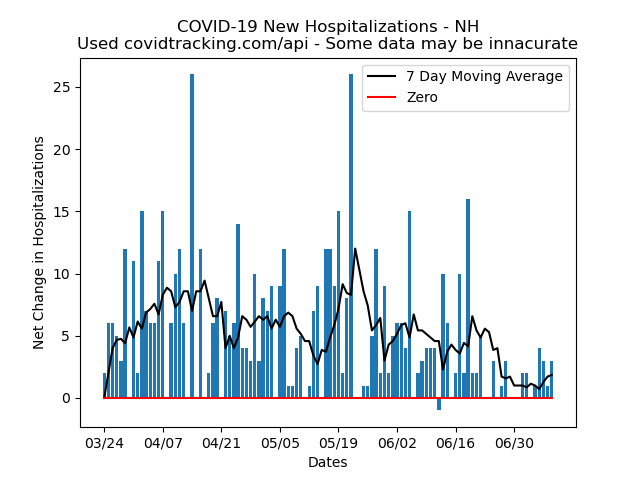 COVID-19 New Hospitalizations - NH
Used covidtracking.com/api - Some data may be innacurate
7 Day Moving Average
Zero
Net Change in Hospitalizations
25
20
15
10
5
0
03/24 04/07 04/21 05/05 05/19 06/02 06/16 06/30
Dates